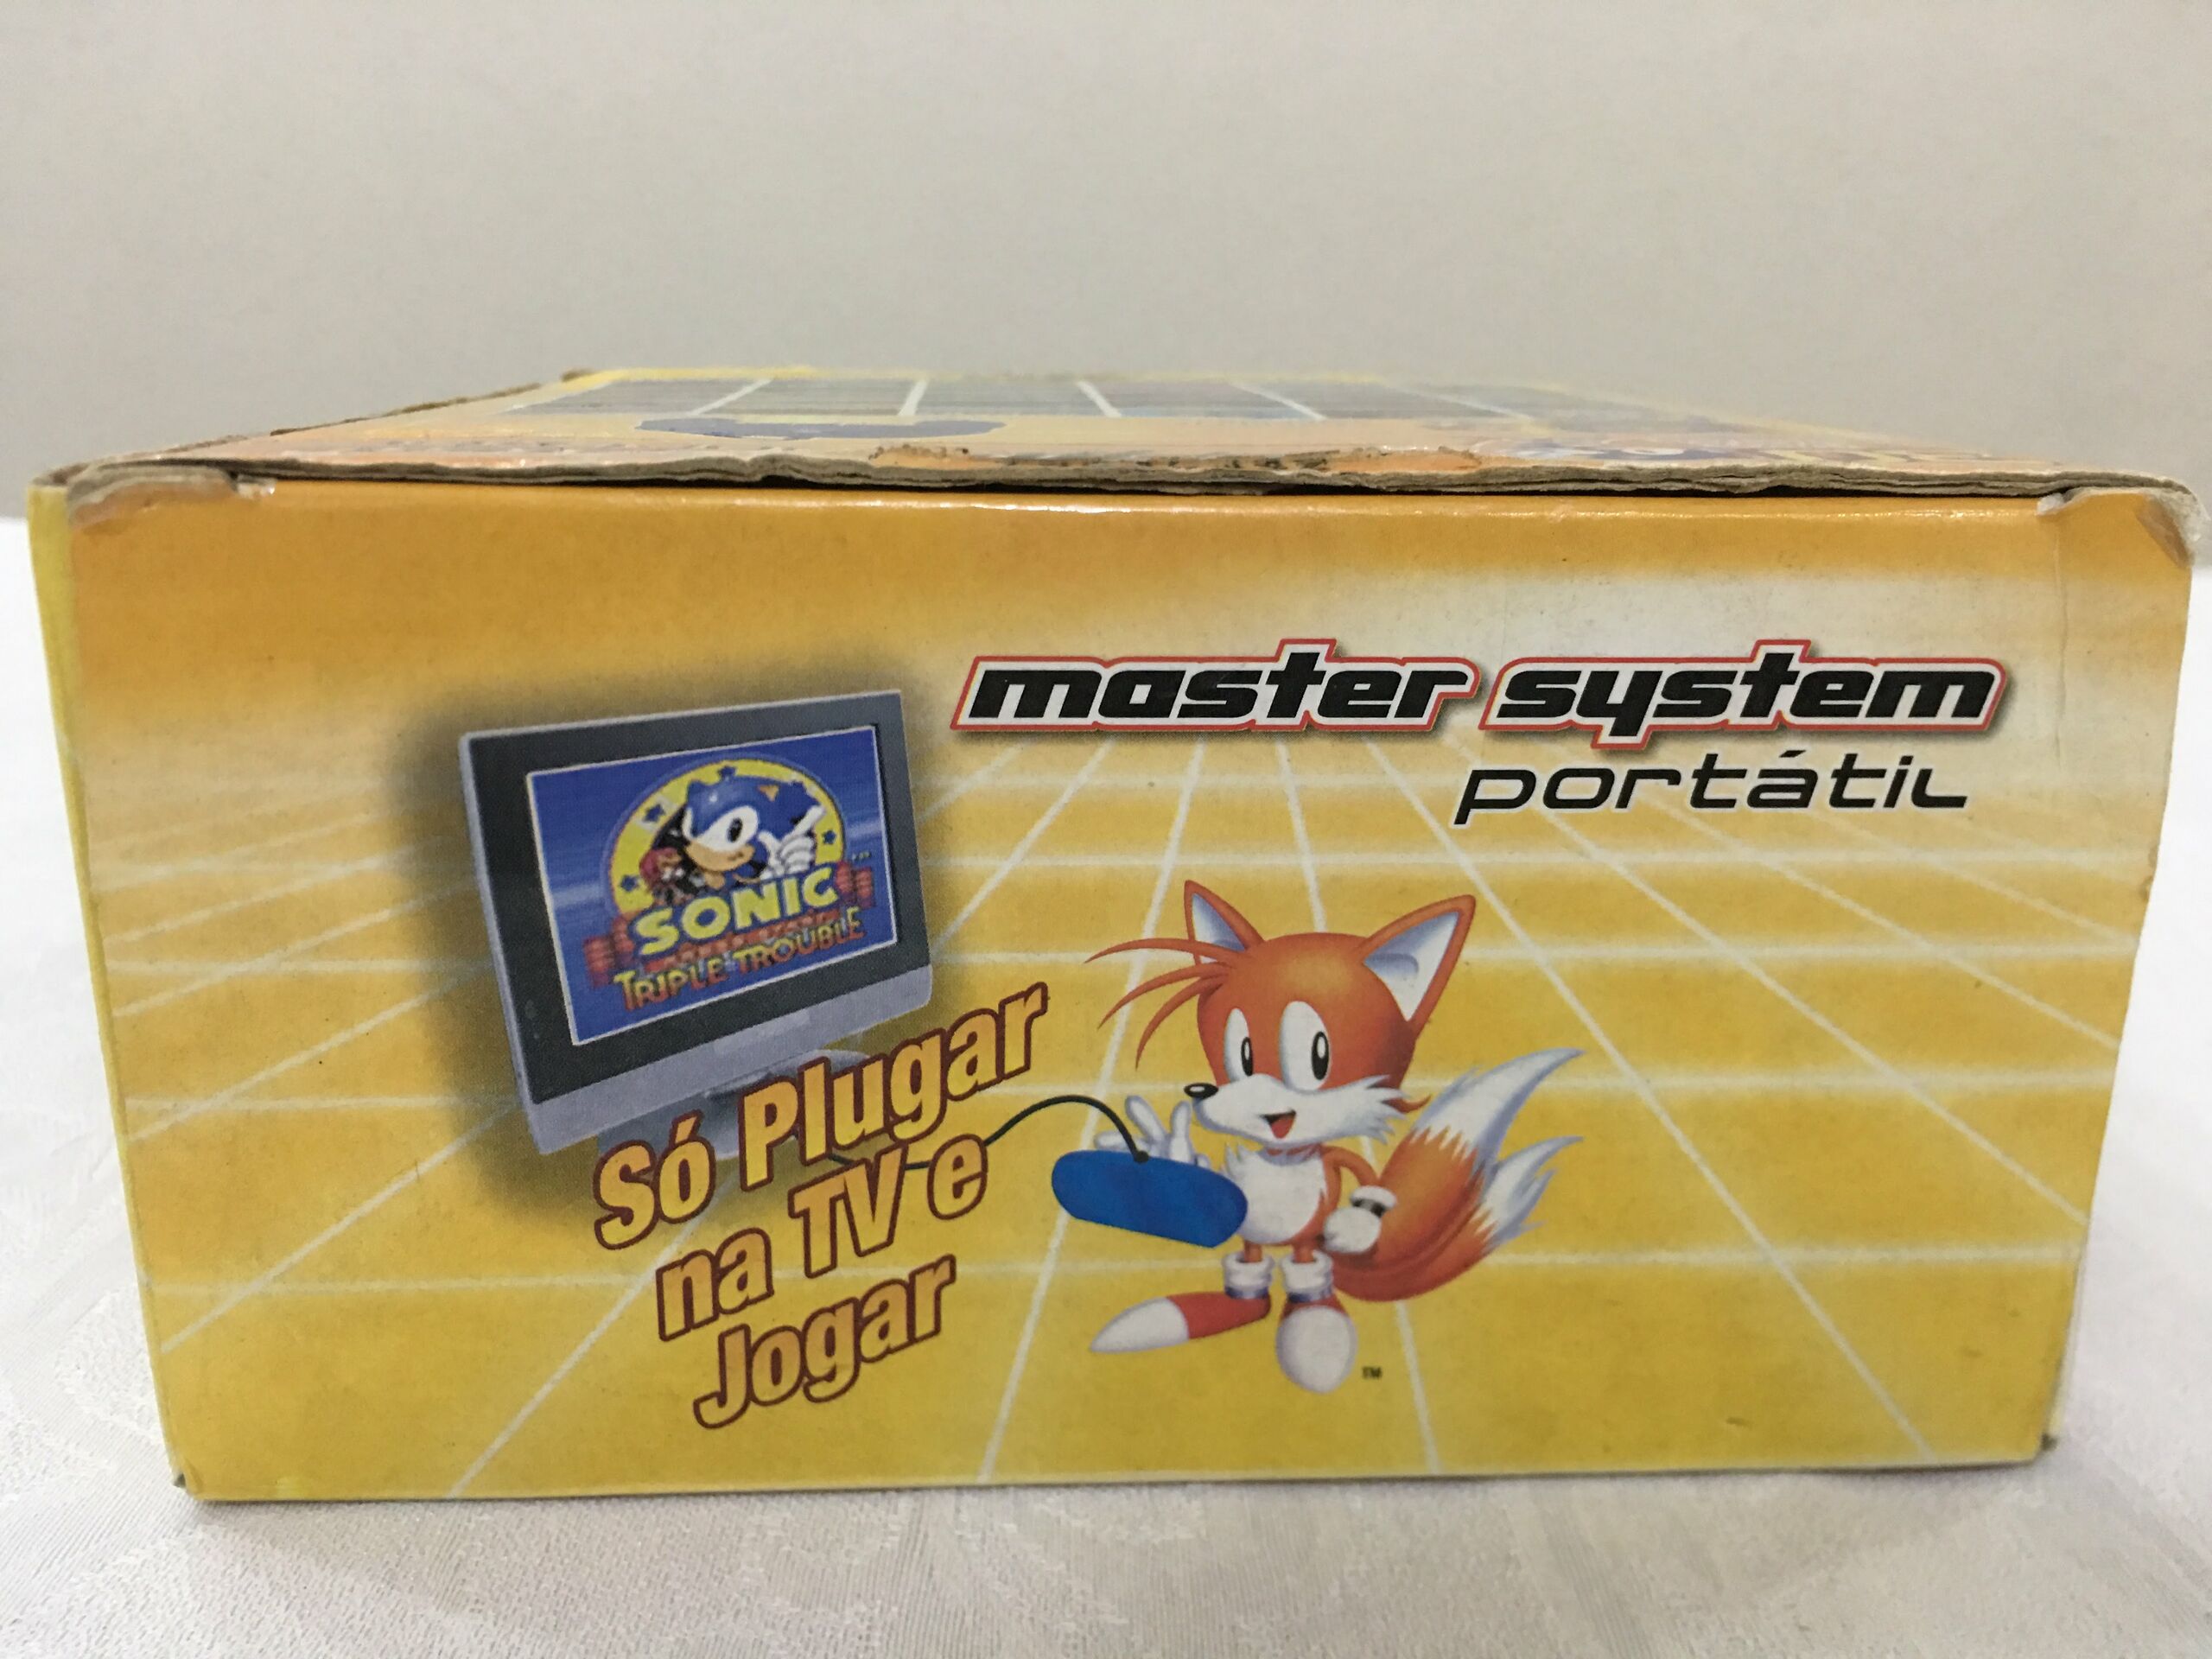 master system
portátil
SONIC
TRIPLE TROUBLE
Só Plugar
na TV e
Jogar
TM